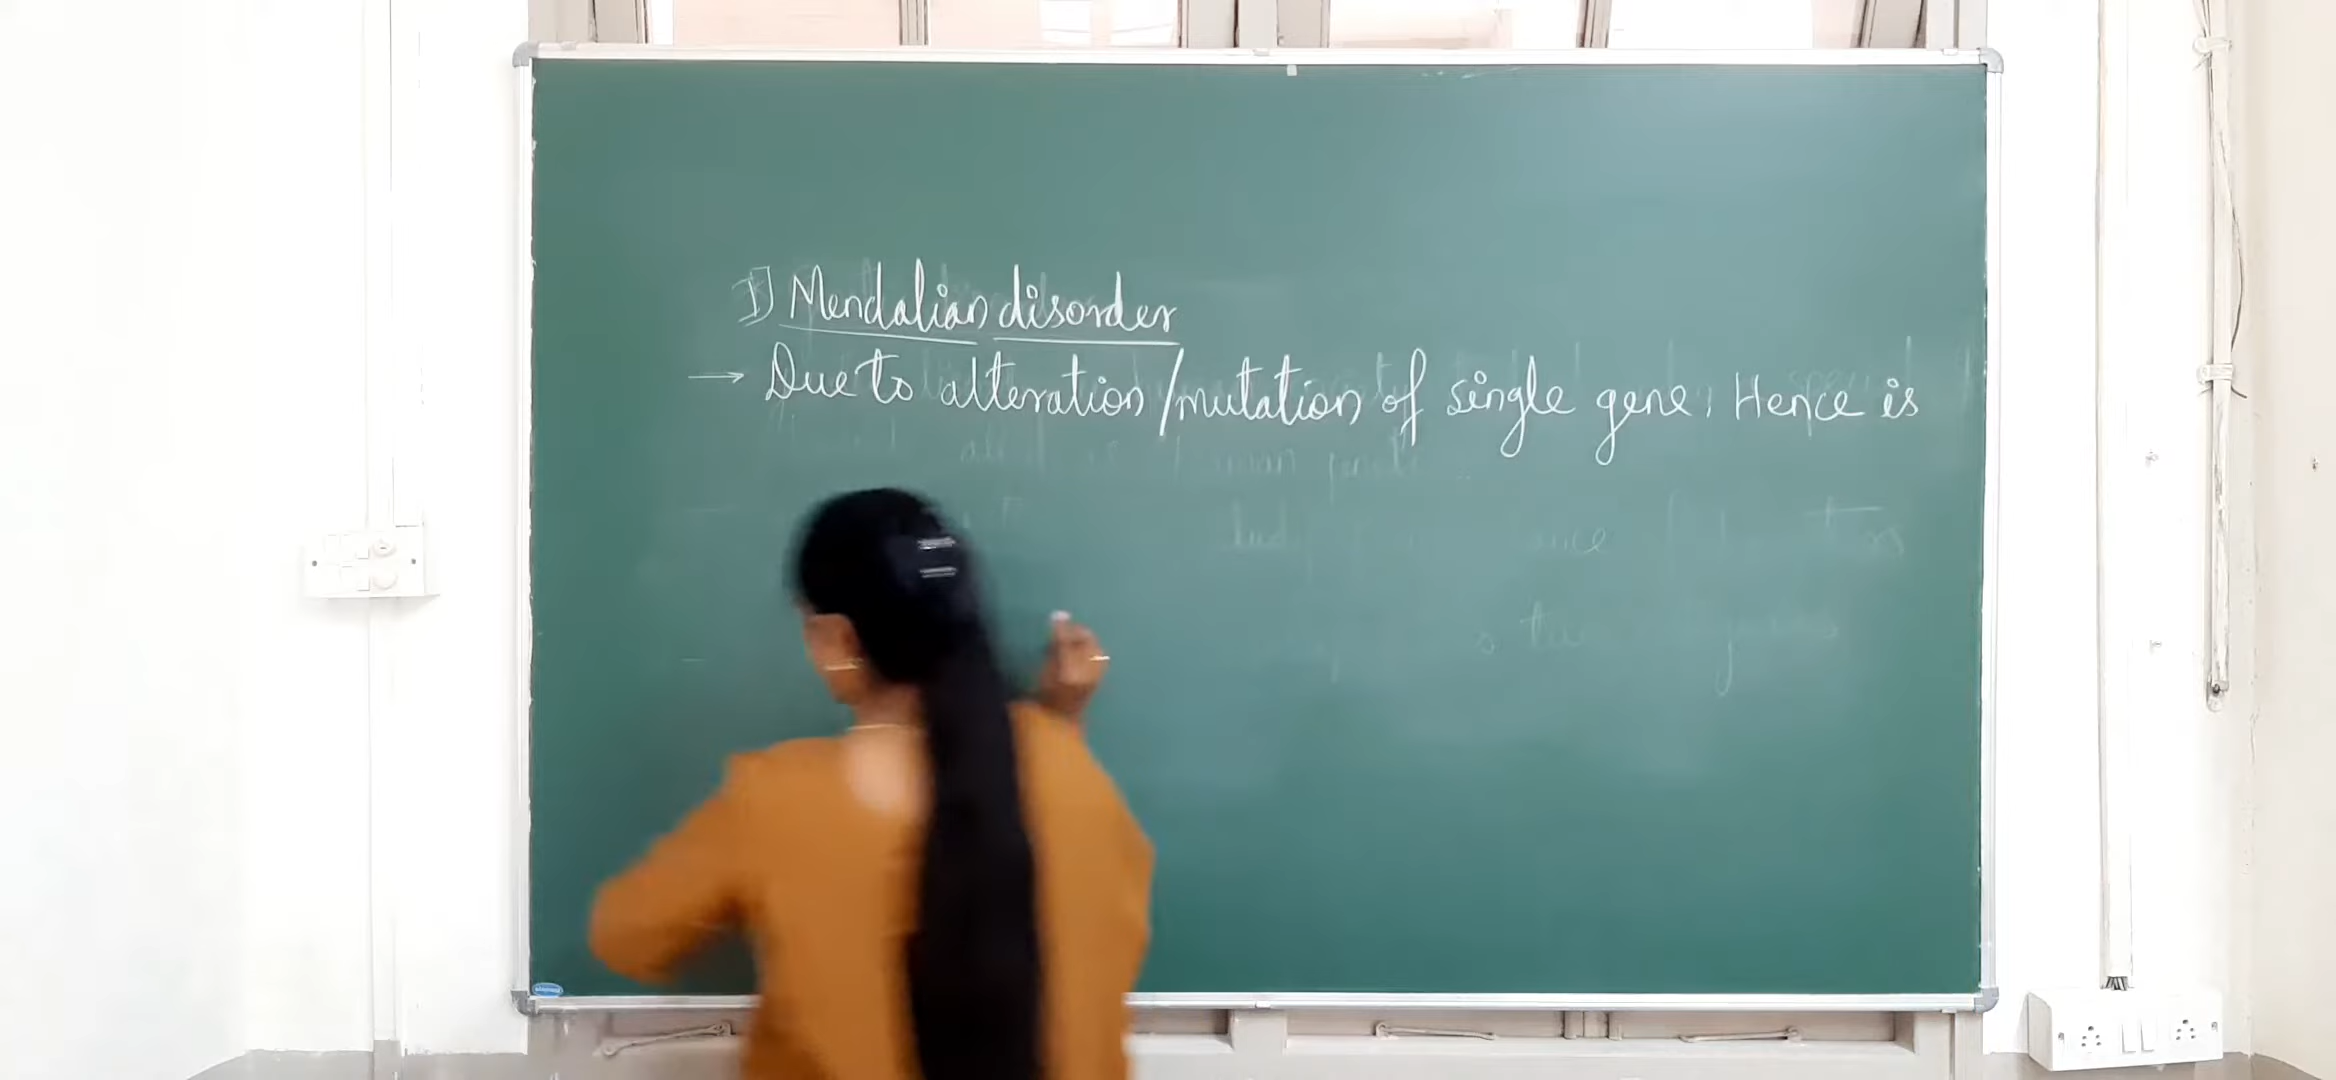 I] Mendalian disorder
→ Due to alteration/mutation of single gene, Hence is